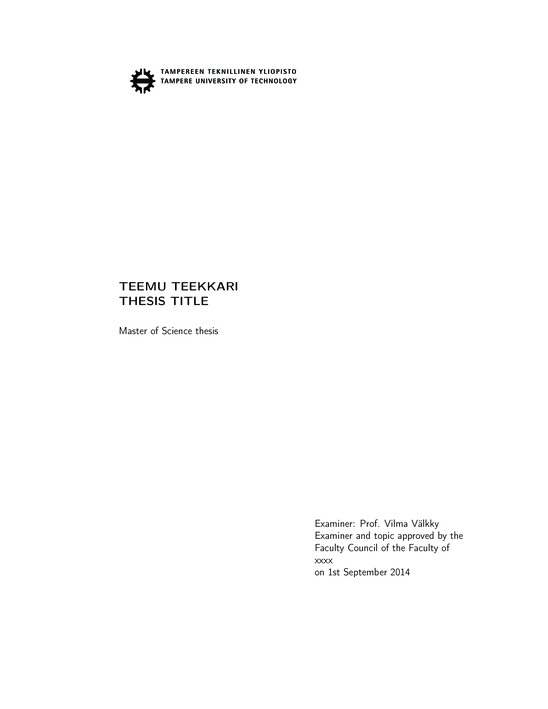 TAMPEREEN TEKNILLINEN YLIOPISTO
TAMPERE UNIVERSITY OF TECHNOLOGY
TEEMU TEEKKARI
THESIS TITLE
Master of Science thesis
Examiner: Prof. Vilma Välkky
Examiner and topic approved by the
Faculty Council of the Faculty of
xxxx
on 1st September 2014